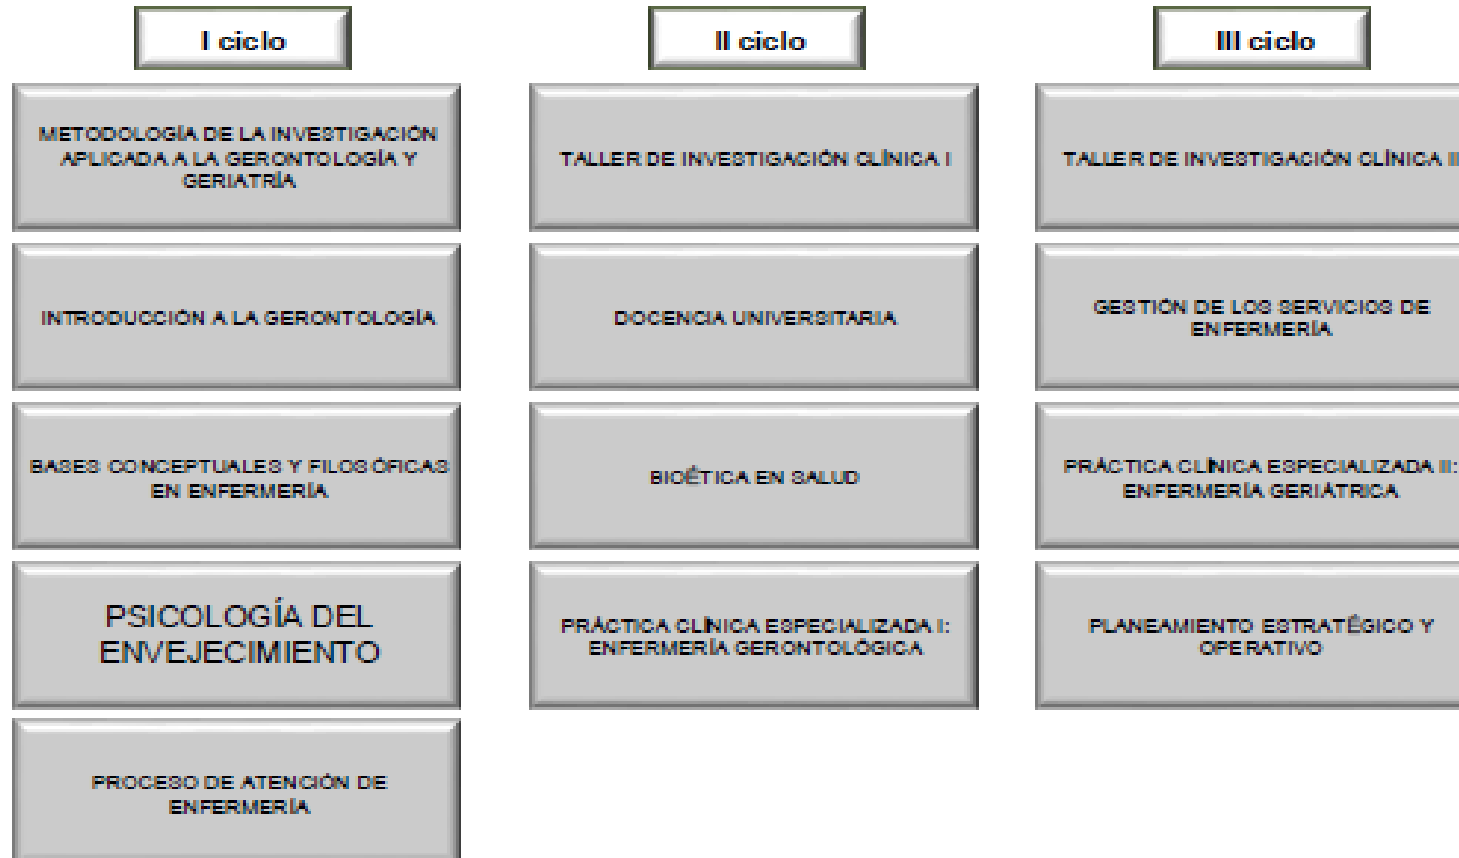 I ciclo
II ciclo
III ciclo
METODOLOGÍA DE LA INVESTIGACIÓN
APLICADA A LA GERONTOLOGÍA Y
GERIATRÍA
TALLER DE INVESTIGACIÓN CLÍNICA I
TALLER DE INVESTIGACIÓN CLÍNICA II
INTRODUCCIÓN A LA GERONTOLOGÍA
DOCENCIA UNIVERSITARIA
GESTIÓN DE LOS SERVICIOS DE
ENFERMERÍA
BASES CONCEPTUALES Y FILOSÓFICAS
EN ENFERMERÍA
BIOÉTICA EN SALUD
PRÁCTICA CLÍNICA ESPECIALIZADA II:
ENFERMERÍA GERIÁTRICA
PSICOLOGÍA DEL
ENVEJECIMIENTO
PRÁCTICA CLÍNICA ESPECIALIZADA I:
ENFERMERÍA GERONTOLÓGICA
PLANEAMIENTO ESTRATÉGICO Y
OPERATIVO
PROCESO DE ATENCIÓN DE
ENFERMERÍA